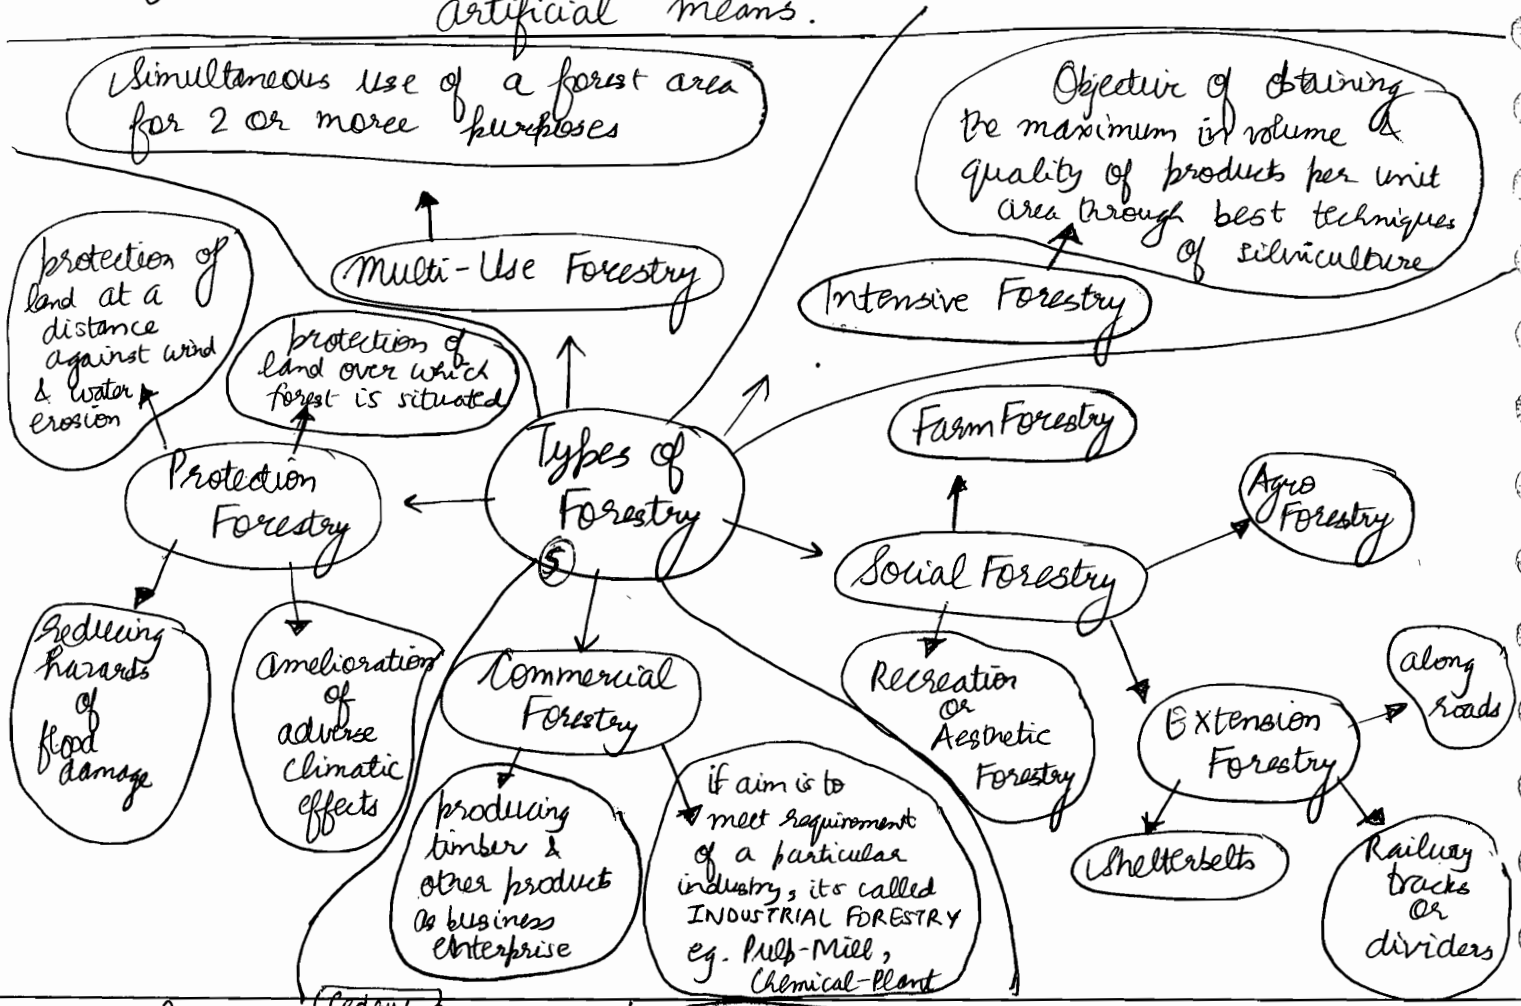 artificial means.
Simultaneous use of a forest area
for 2 or moree purposes
Multi-Use Forestry
Objective of obtaining
the maximum in volume &
quality of products per unit
area through best techniques
of silviculture
Intensive Forestry
protection of
land at a
distance
against wind
& water
erosion
protection of
land over which
forest is situated
Protection
Forestry
reducing
hazards
of
flood
damage
amelioration
of
adverse
climatic
effects
Types of
Forestry
5
Commercial
Forestry
producing
timber &
other products
as business
enterprise
if aim is to
meet requirement
of a particular
industry, its called
INDUSTRIAL FORESTRY
eg. Pulp-Mill,
Chemical-Plant
Farm Forestry
Agro
Forestry
Social Forestry
Recreation
or
Aesthetic
Forestry
Extension
Forestry
along
roads
Shelterbelts
Railway
tracks
or
dividers